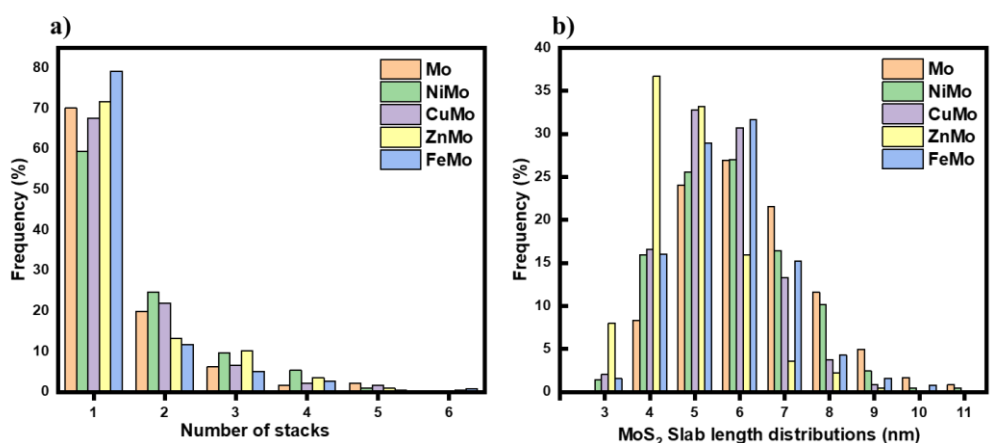 a)
Frequency (%)
80
70
60
50
40
30
20
10
0
Mo
NiMo
CuMo
ZnMo
FeMo
1 2 3 4 5 6
Number of stacks
b)
Frequency (%)
40
35
30
25
20
15
10
5
0
Mo
NiMo
CuMo
ZnMo
FeMo
3 4 5 6 7 8 9 10 11
MoS₂ Slab length distributions (nm)